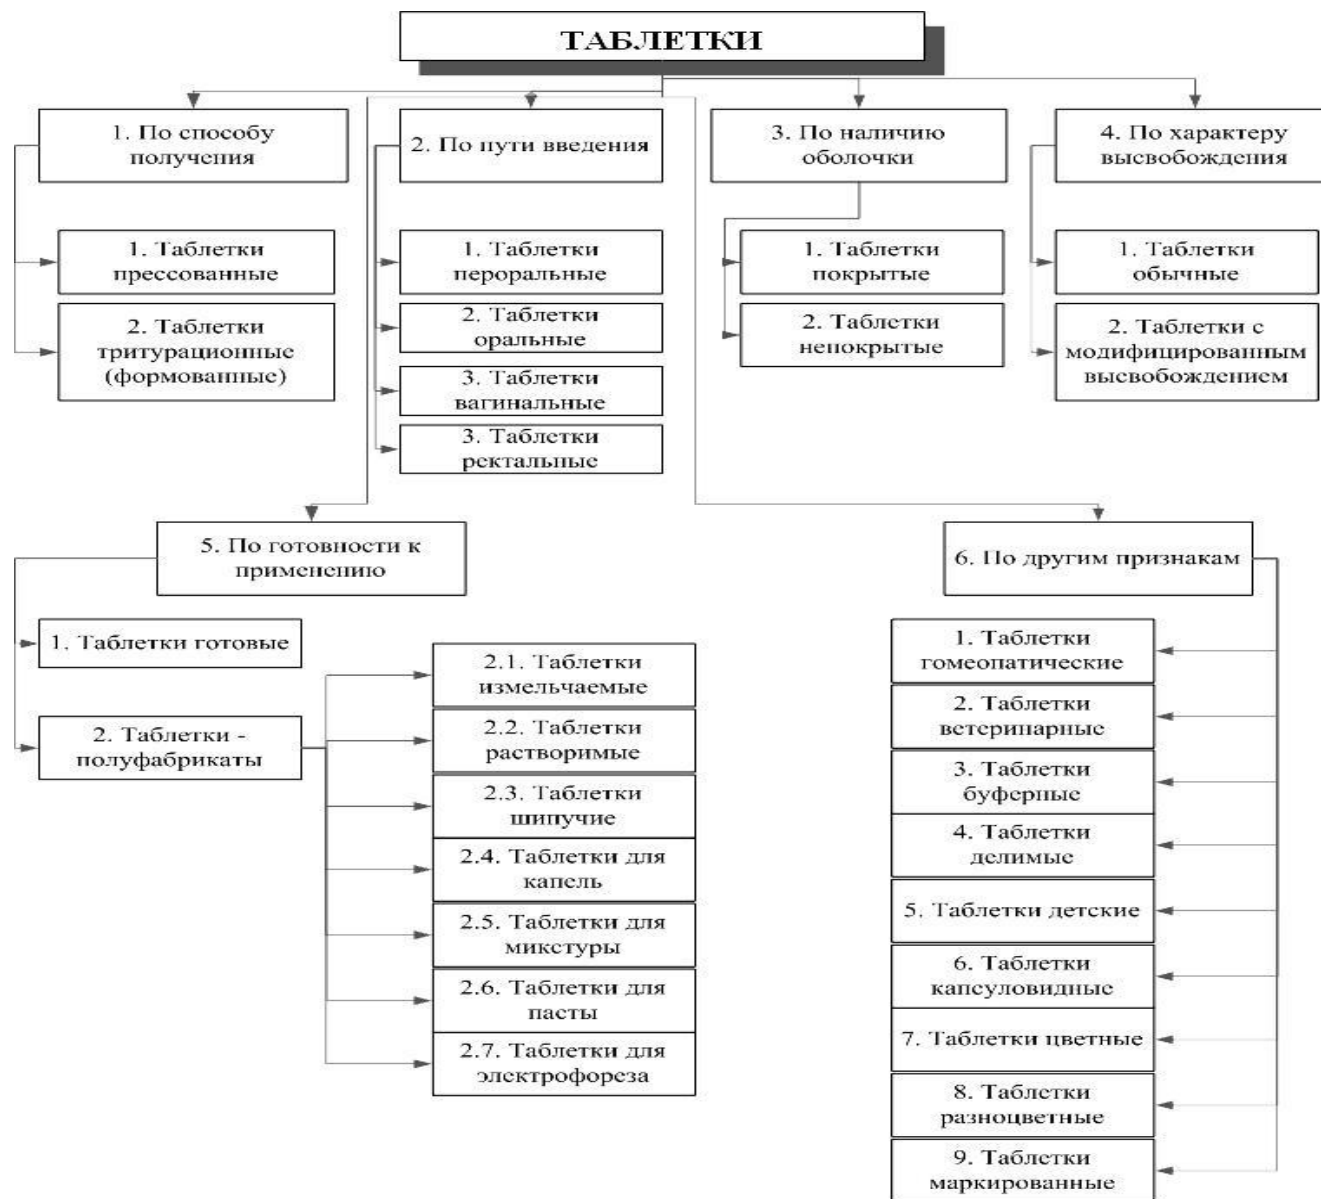 ТАБЛЕТКИ
1. По способу
получения
1. Таблетки
прессованные
2. Таблетки
тритурационные
(формованные)
2. По пути введения
1. Таблетки
пероральные
2. Таблетки
оральные
3. Таблетки
вагинальные
3. Таблетки
ректальные
3. По наличию
оболочки
1. Таблетки
покрытые
2. Таблетки
непокрытые
4. По характеру
высвобождения
1. Таблетки
обычные
2. Таблетки с
модифицированным
высвобождением
5. По готовности к
применению
1. Таблетки готовые
2. Таблетки -
полуфабрикаты
2.1. Таблетки
измельчаемые
2.2. Таблетки
растворимые
2.3. Таблетки
шипучие
2.4. Таблетки для
капель
2.5. Таблетки для
микстуры
2.6. Таблетки для
пасты
2.7. Таблетки для
электрофореза
6. По другим признакам
1. Таблетки
гомеопатические
2. Таблетки
ветеринарные
3. Таблетки
буферные
4. Таблетки
делимые
5. Таблетки детские
6. Таблетки
капсуловидные
7. Таблетки цветные
8. Таблетки
разноцветные
9. Таблетки
маркированные